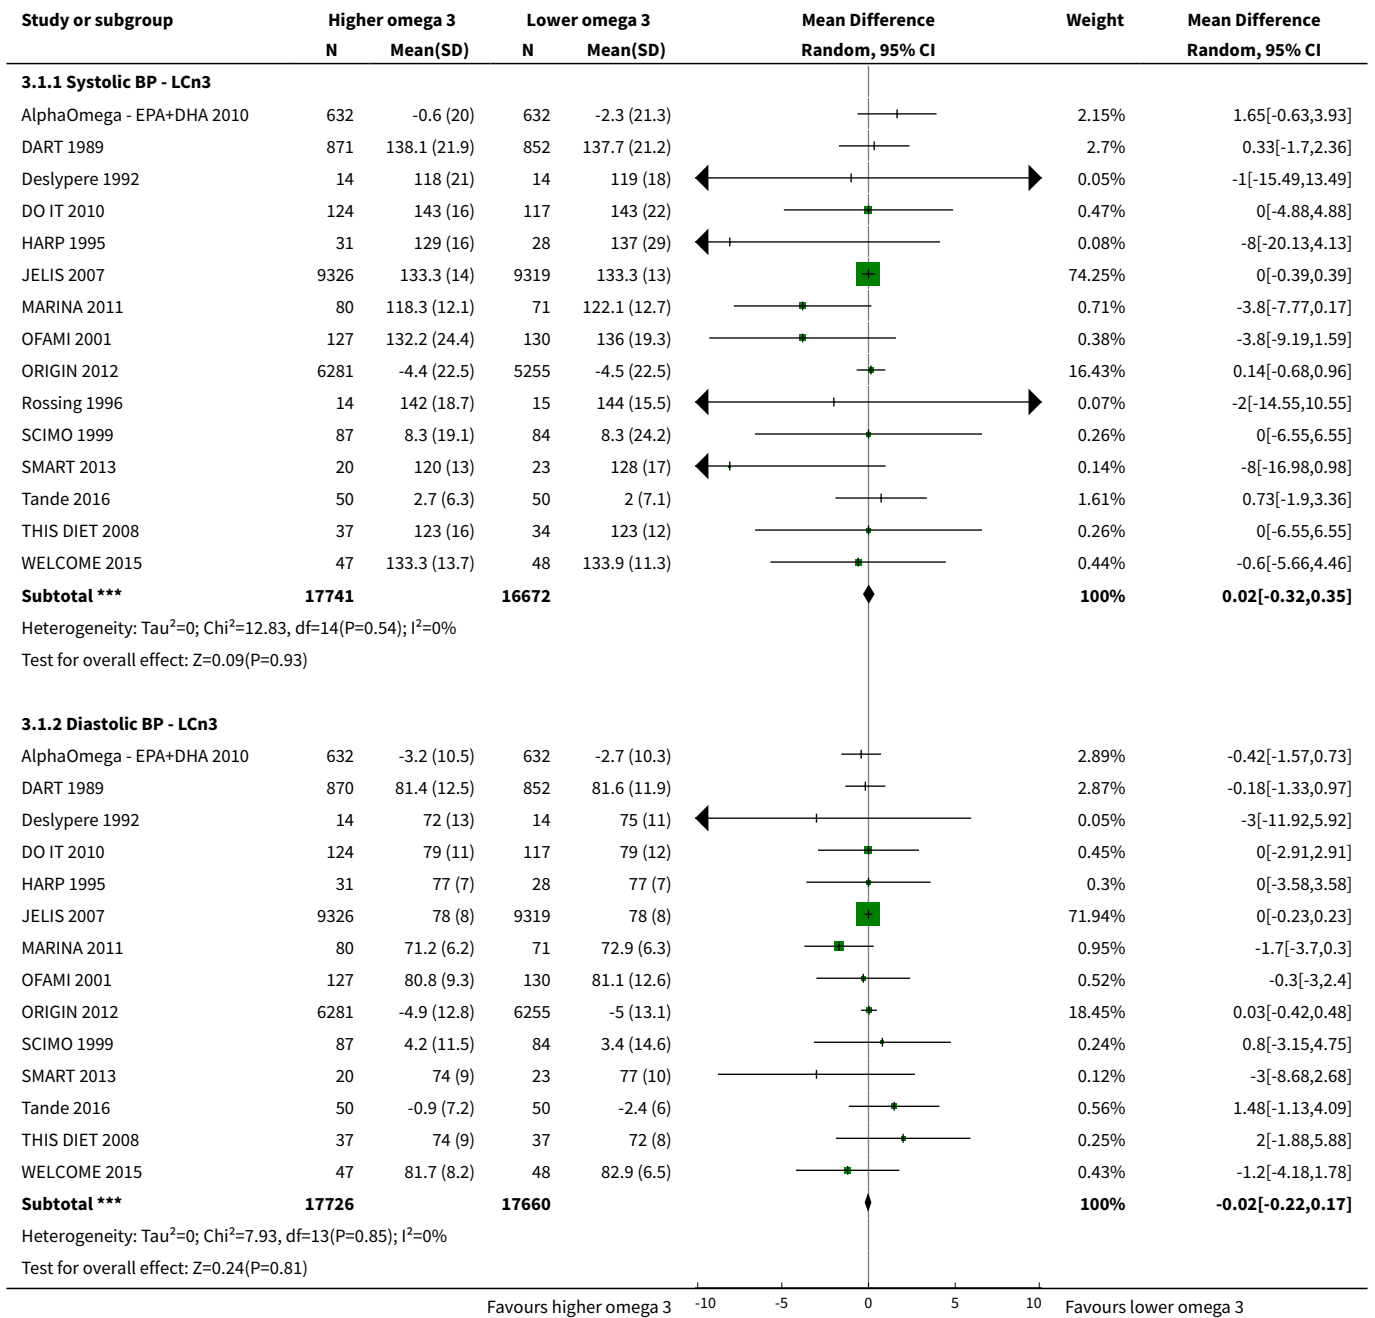 Study or subgroup Higher omega 3 Lower omega 3 Mean Difference Weight Mean Difference
N Mean(SD) N Mean(SD) Random, 95% CI Random, 95% CI
3.1.1 Systolic BP - LCn3
AlphaOmega - EPA+DHA 2010 632 -0.6 (20) 632 -2.3 (21.3) 2.15% 1.65[-0.63,3.93]
DART 1989 871 138.1 (21.9) 852 137.7 (21.2) 2.7% 0.33[-1.7,2.36]
Deslypere 1992 14 118 (21) 14 119 (18) 0.05% -1[-15.49,13.49]
DO IT 2010 124 143 (16) 117 143 (22) 0.47% 0[-4.88,4.88]
HARP 1995 31 129 (16) 28 137 (29) 0.08% -8[-20.13,4.13]
JELIS 2007 9326 133.3 (14) 9319 133.3 (13) 74.25% 0[-0.39,0.39]
MARINA 2011 80 118.3 (12.1) 71 122.1 (12.7) 0.71% -3.8[-7.77,0.17]
OFAMI 2001 127 132.2 (24.4) 130 136 (19.3) 0.38% -3.8[-9.19,1.59]
ORIGIN 2012 6281 -4.4 (22.5) 5255 -4.5 (22.5) 16.43% 0.14[-0.68,0.96]
Rossing 1996 14 142 (18.7) 15 144 (15.5) 0.07% -2[-14.55,10.55]
SCIMO 1999 87 8.3 (19.1) 84 8.3 (24.2) 0.26% 0[-6.55,6.55]
SMART 2013 20 120 (13) 23 128 (17) 0.14% -8[-16.98,0.98]
Tande 2016 50 2.7 (6.3) 50 2 (7.1) 1.61% 0.73[-1.9,3.36]
THIS DIET 2008 37 123 (16) 34 123 (12) 0.26% 0[-6.55,6.55]
WELCOME 2015 47 133.3 (13.7) 48 133.9 (11.3) 0.44% -0.6[-5.66,4.46]
Subtotal *** 17741 16672 100% 0.02[-0.32,0.35]
Heterogeneity: Tau²=0; Chi²=12.83, df=14(P=0.54); I²=0%
Test for overall effect: Z=0.09(P=0.93)
3.1.2 Diastolic BP - LCn3
AlphaOmega - EPA+DHA 2010 632 -3.2 (10.5) 632 -2.7 (10.3) 2.89% -0.42[-1.57,0.73]
DART 1989 870 81.4 (12.5) 852 81.6 (11.9) 2.87% -0.18[-1.33,0.97]
Deslypere 1992 14 72 (13) 14 75 (11) 0.05% -3[-11.92,5.92]
DO IT 2010 124 79 (11) 117 79 (12) 0.45% 0[-2.91,2.91]
HARP 1995 31 77 (7) 28 77 (7) 0.3% 0[-3.58,3.58]
JELIS 2007 9326 78 (8) 9319 78 (8) 71.94% 0[-0.23,0.23]
MARINA 2011 80 71.2 (6.2) 71 72.9 (6.3) 0.95% -1.7[-3.7,0.3]
OFAMI 2001 127 80.8 (9.3) 130 81.1 (12.6) 0.52% -0.3[-3,2.4]
ORIGIN 2012 6281 -4.9 (12.8) 6255 -5 (13.1) 18.45% 0.03[-0.42,0.48]
SCIMO 1999 87 4.2 (11.5) 84 3.4 (14.6) 0.24% 0.8[-3.15,4.75]
SMART 2013 20 74 (9) 23 77 (10) 0.12% -3[-8.68,2.68]
Tande 2016 50 -0.9 (7.2) 50 -2.4 (6) 0.56% 1.48[-1.13,4.09]
THIS DIET 2008 37 74 (9) 37 72 (8) 0.25% 2[-1.88,5.88]
WELCOME 2015 47 81.7 (8.2) 48 82.9 (6.5) 0.43% -1.2[-4.18,1.78]
Subtotal *** 17726 17660 100% -0.02[-0.22,0.17]
Heterogeneity: Tau²=0; Chi²=7.93, df=13(P=0.85); I²=0%
Test for overall effect: Z=0.24(P=0.81)
Favours higher omega 3 -10 -5 0 5 10 Favours lower omega 3